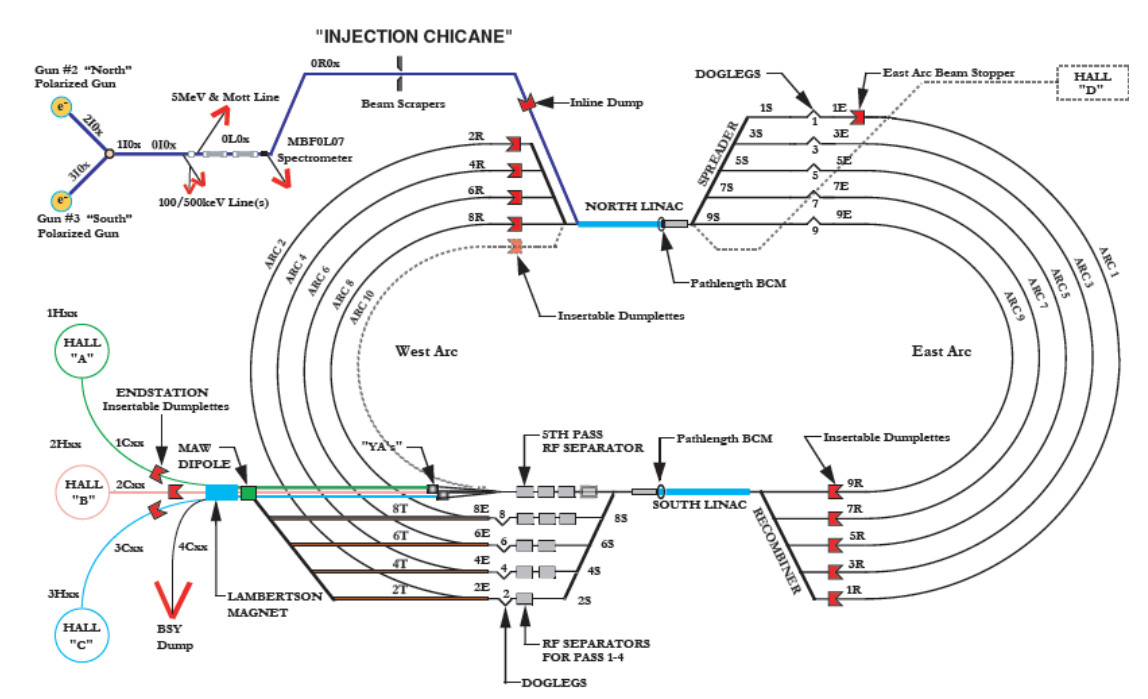 "INJECTION CHICANE"
Gun #2 "North"
Polarized Gun
e-
2I0x
3I0x
e-
Gun #3 "South"
Polarized Gun
1I0x
0I0x
5MeV & Mott Line
0L0x
100/500keV Line(s)
MBF0L07
Spectrometer
0R0x
Beam Scrapers
Inline Dump
2R
4R
6R
8R
NORTH LINAC
Pathlength BCM
Insertable Dumplettes
SPREADER
DOGLEGS
East Arc Beam Stopper
HALL
"D"
1S
1
1E
3S
3
3E
5S
5
5E
7S
7
7E
9S
9
9E
ARC 2
ARC 4
ARC 6
ARC 8
ARC 10
West Arc
East Arc
ARC 9
ARC 7
ARC 5
ARC 3
ARC 1
1Hxx
HALL
"A"
ENDSTATION
Insertable Dumplettes
1Cxx
2Hxx
MAW
DIPOLE
HALL
"B"
2Cxx
3Cxx
4Cxx
3Hxx
HALL
"C"
BSY
Dump
LAMBERTSON
MAGNET
"YA's"
5TH PASS
RF SEPARATOR
Pathlength BCM
SOUTH LINAC
Insertable Dumplettes
8T
8E
8
8S
6T
6E
6
6S
4T
4E
4
4S
2T
2E
2
2S
RF SEPARATORS
FOR PASS 1-4
DOGLEGS
RECOMBINER
9R
7R
5R
3R
1R